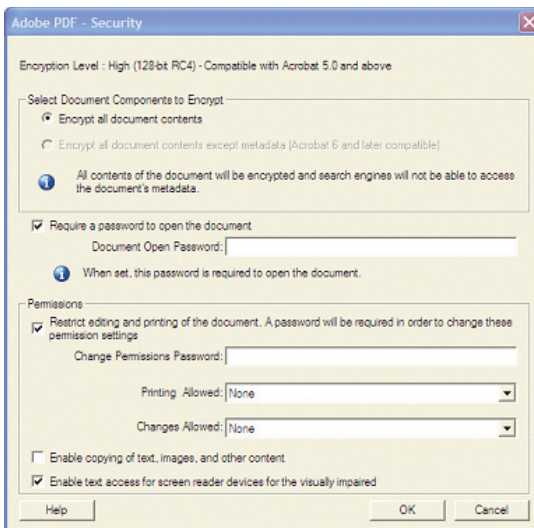 Adobe PDF - Security
Encryption Level : High (128-bit RC4) - Compatible with Acrobat 5.0 and above
Select Document Components to Encrypt
Encrypt all document contents
Encrypt all document contents except metadata (Acrobat 6 and later compatible)
All contents of the document will be encrypted and search engines will not be able to access
the document's metadata.
Require a password to open the document
Document Open Password:
When set, this password is required to open the document.
Permissions
Restrict editing and printing of the document. A password will be required in order to change these
permission settings
Change Permissions Password:
Printing Allowed: None
Changes Allowed: None
Enable copying of text, images, and other content
Enable text access for screen reader devices for the visually impaired
Help OK Cancel